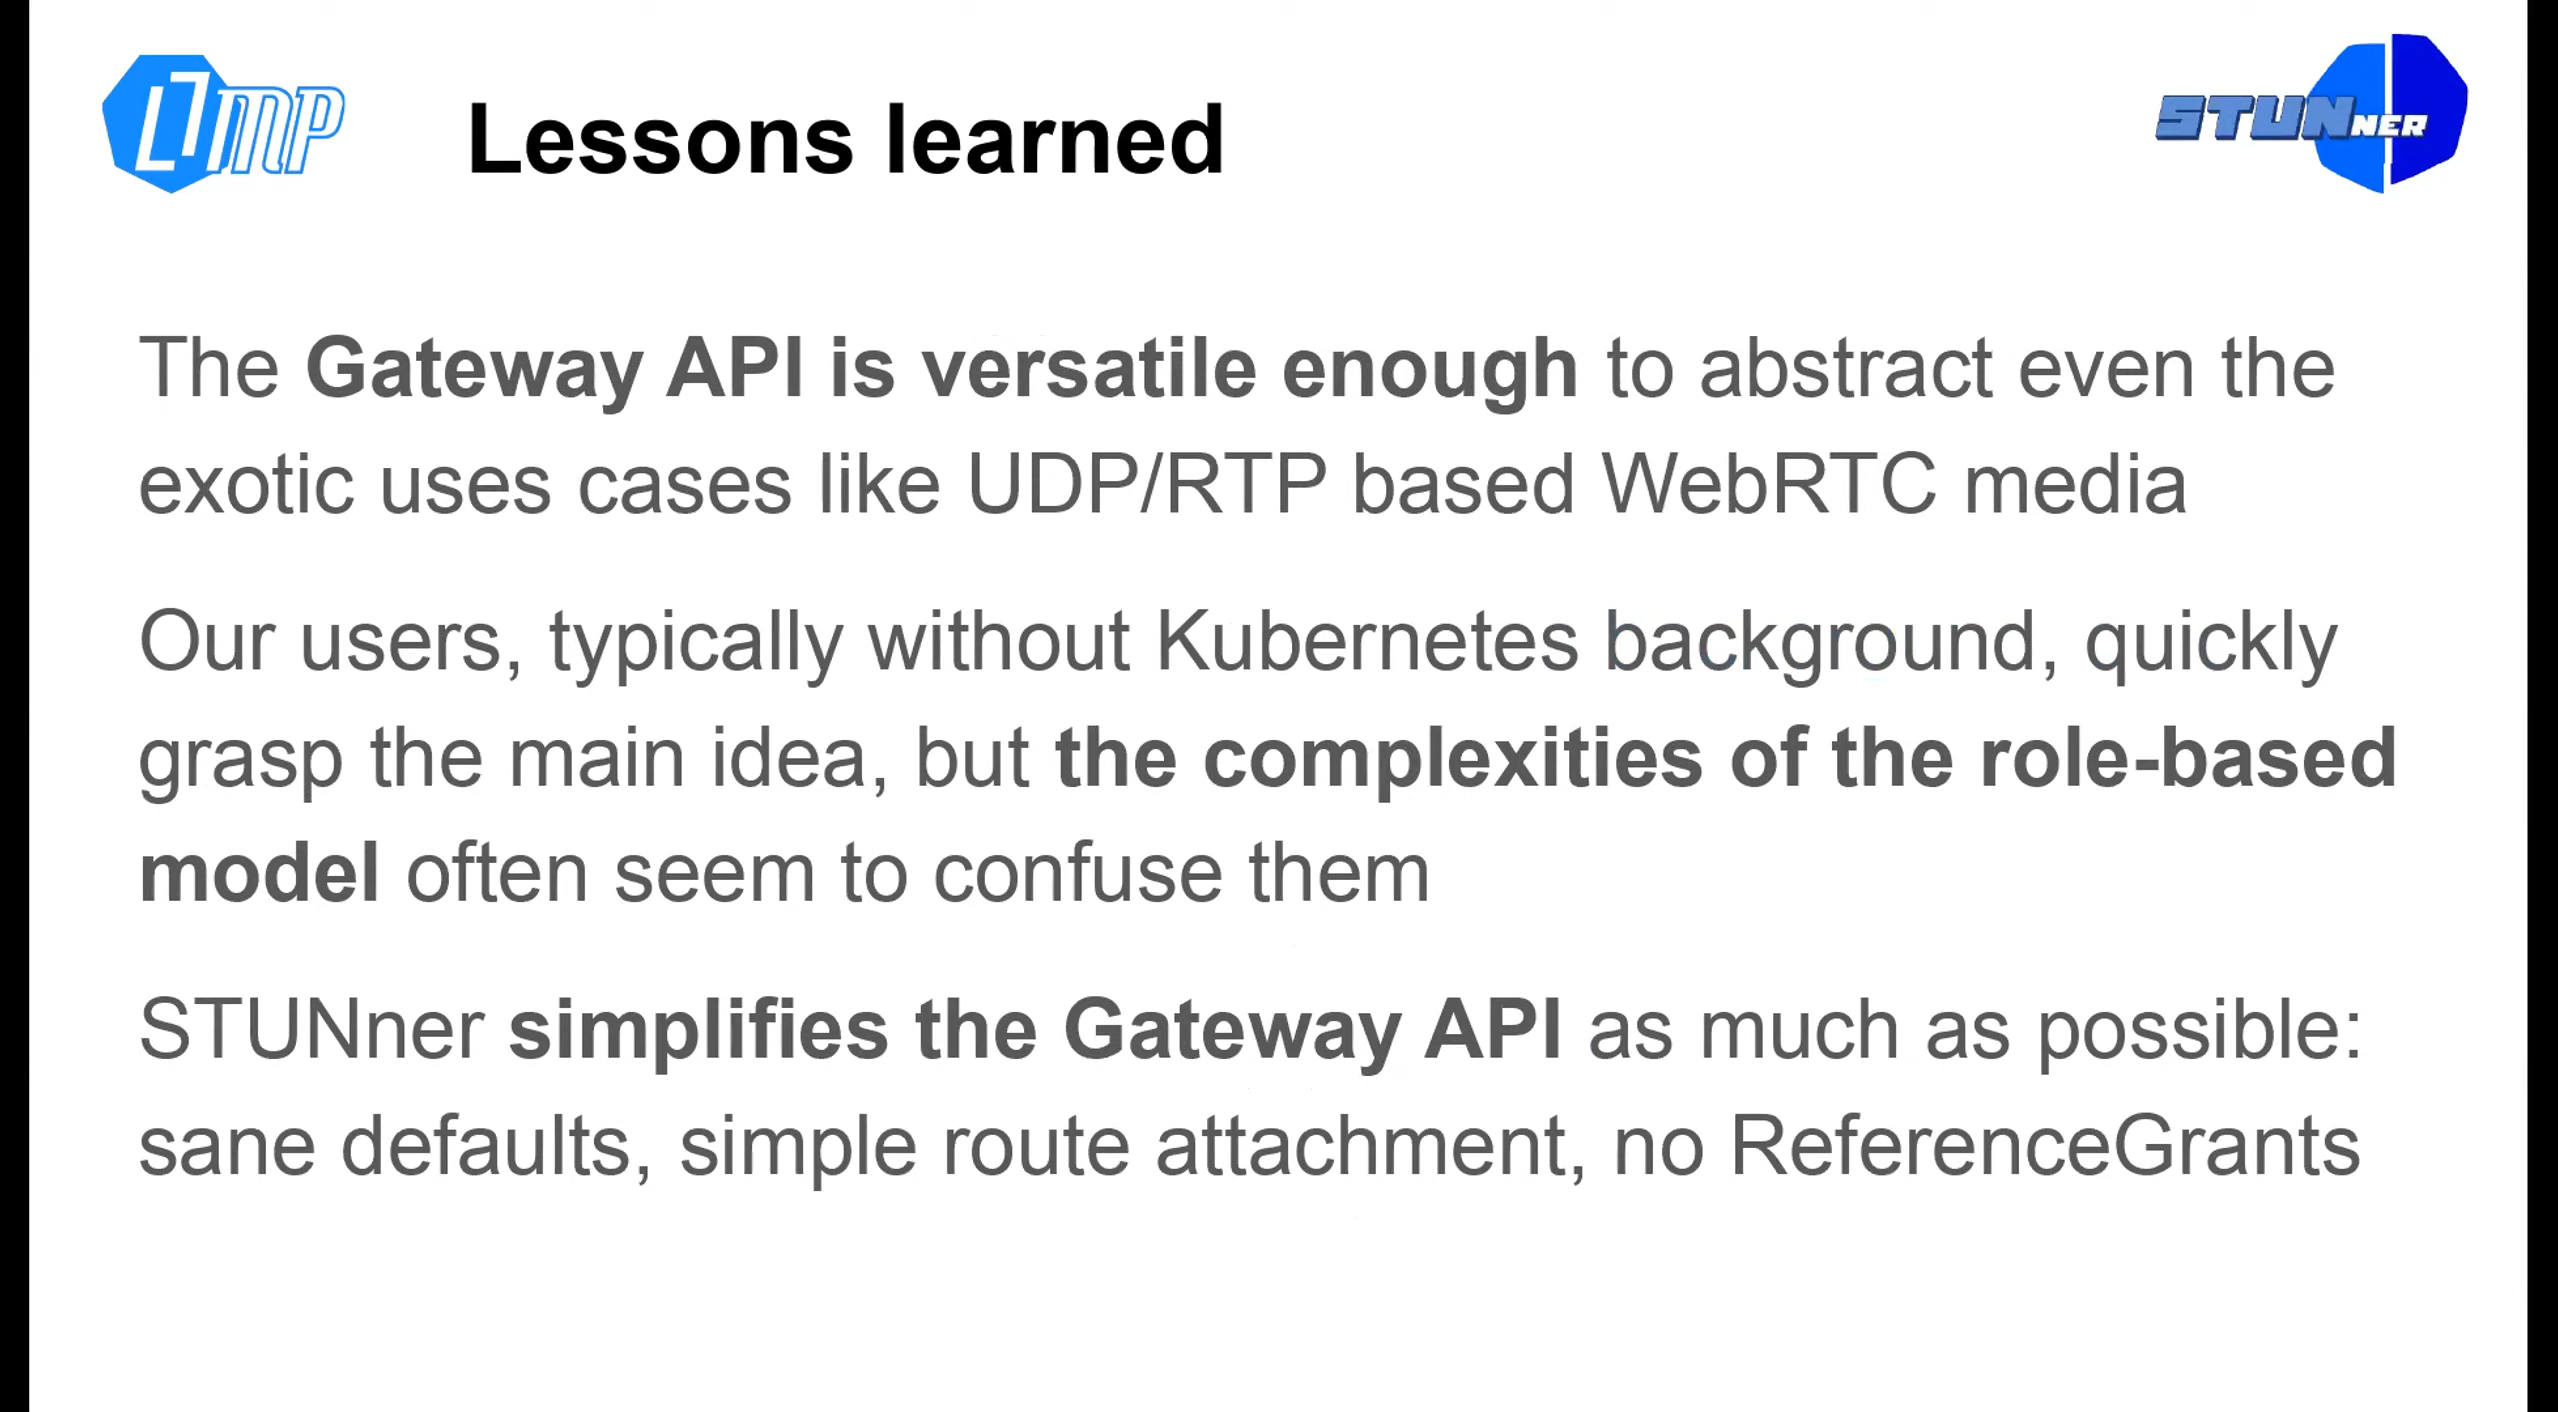 L7mp
Lessons learned
STUNner
The Gateway API is versatile enough to abstract even the
exotic uses cases like UDP/RTP based WebRTC media
Our users, typically without Kubernetes background, quickly
grasp the main idea, but the complexities of the role-based
model often seem to confuse them
STUNner simplifies the Gateway API as much as possible:
sane defaults, simple route attachment, no ReferenceGrants